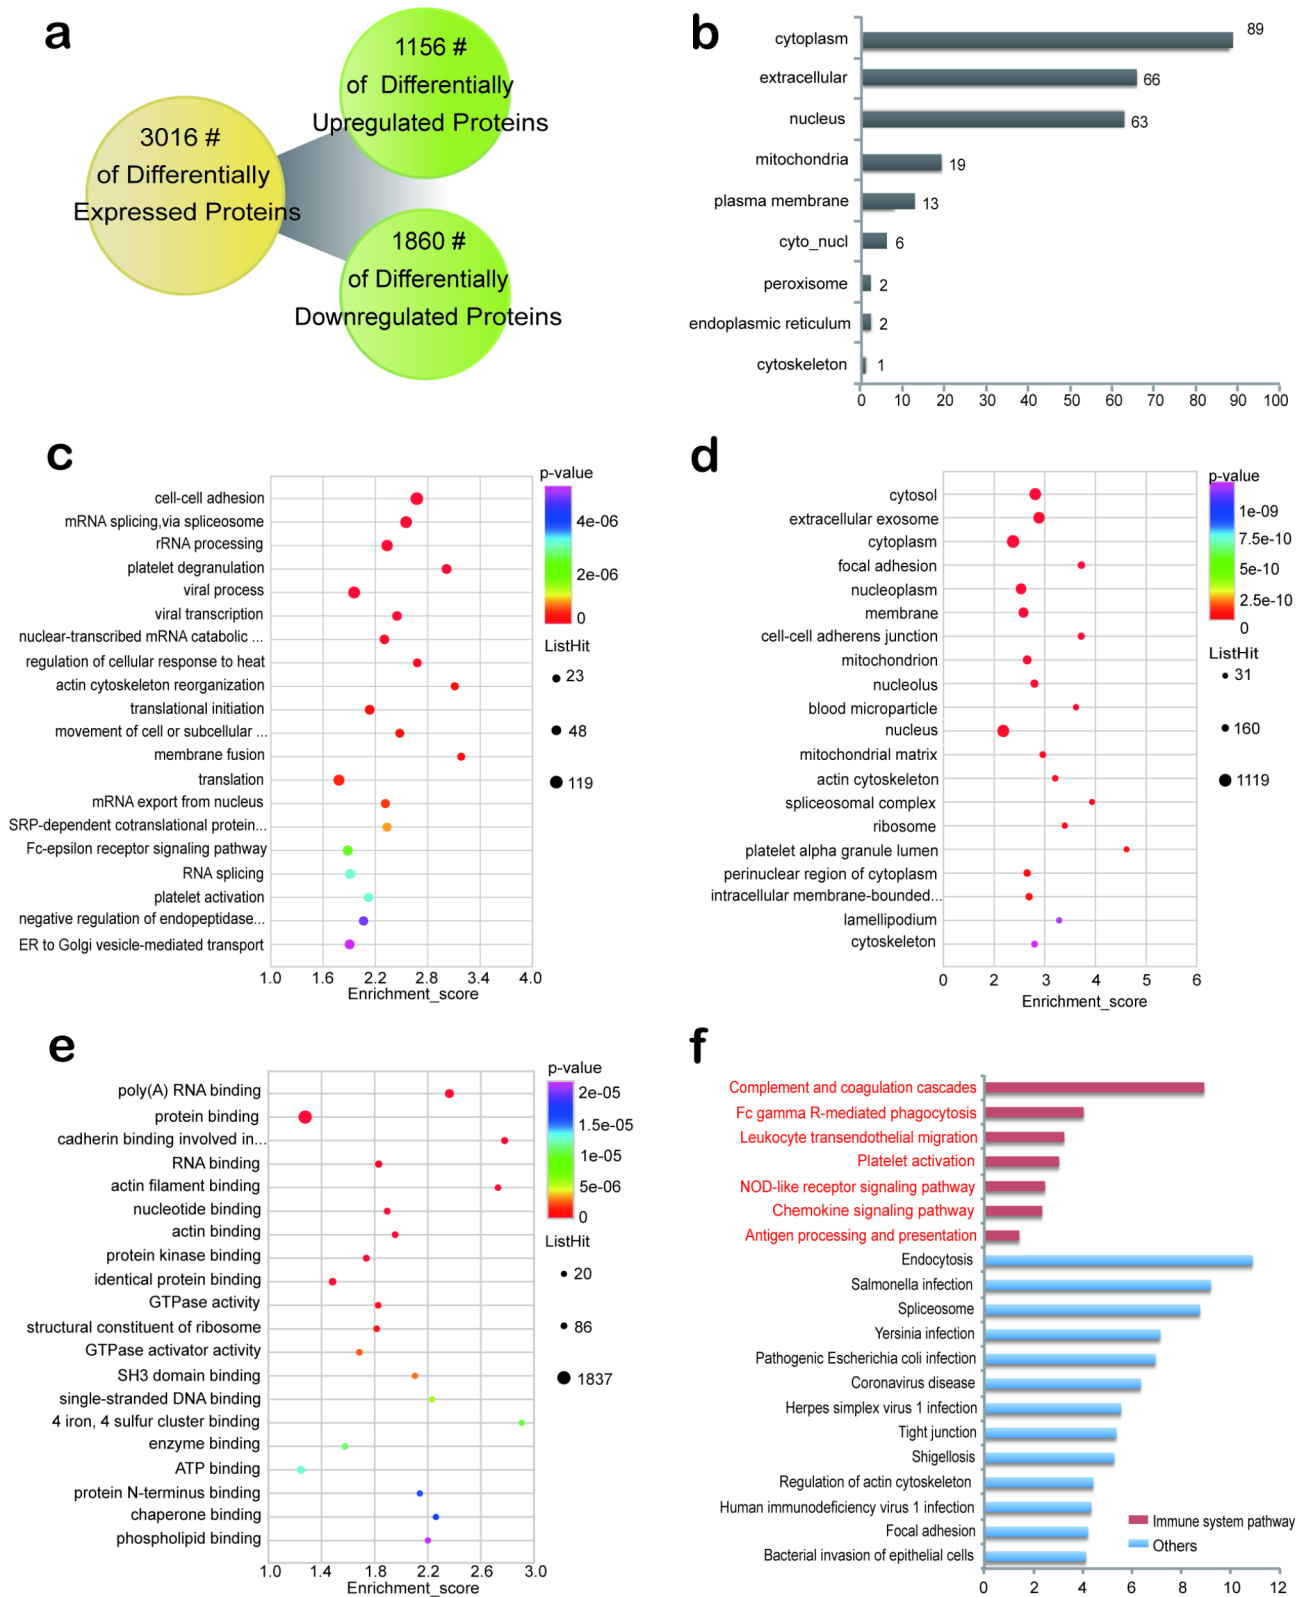 a
3016 #
of Differentially
Expressed Proteins
1156 #
of Differentially
Upregulated Proteins
1860 #
of Differentially
Downregulated Proteins
b
cytoplasm 89
extracellular 66
nucleus 63
mitochondria 19
plasma membrane 13
cyto_nucl 6
peroxisome 2
endoplasmic reticulum 2
cytoskeleton 1
0 10 20 30 40 50 60 70 80 90 100
c
cell-cell adhesion
mRNA splicing,via spliceosome
rRNA processing
platelet degranulation
viral process
viral transcription
nuclear-transcribed mRNA catabolic ...
regulation of cellular response to heat
actin cytoskeleton reorganization
translational initiation
movement of cell or subcellular ...
membrane fusion
translation
mRNA export from nucleus
SRP-dependent cotranslational protein...
Fc-epsilon receptor signaling pathway
RNA splicing
platelet activation
negative regulation of endopeptidase...
ER to Golgi vesicle-mediated transport
1.0 1.6 2.2 2.8 3.4 4.0
Enrichment_score
p-value
4e-06
2e-06
0
ListHit
23
48
119
d
cytosol
extracellular exosome
cytoplasm
focal adhesion
nucleoplasm
membrane
cell-cell adherens junction
mitochondrion
nucleolus
blood microparticle
nucleus
mitochondrial matrix
actin cytoskeleton
spliceosomal complex
ribosome
platelet alpha granule lumen
perinuclear region of cytoplasm
intracellular membrane-bounded...
lamellipodium
cytoskeleton
0 2 3 4 5 6
Enrichment_score
p-value
1e-09
7.5e-10
5e-10
2.5e-10
0
ListHit
31
160
1119
e
poly(A) RNA binding
protein binding
cadherin binding involved in...
RNA binding
actin filament binding
nucleotide binding
actin binding
protein kinase binding
identical protein binding
GTPase activity
structural constituent of ribosome
GTPase activator activity
SH3 domain binding
single-stranded DNA binding
4 iron, 4 sulfur cluster binding
enzyme binding
ATP binding
protein N-terminus binding
chaperone binding
phospholipid binding
1.0 1.4 1.8 2.2 2.6 3.0
Enrichment_score
p-value
2e-05
1.5e-05
1e-05
5e-06
0
ListHit
20
86
1837
f
Complement and coagulation cascades
Fc gamma R-mediated phagocytosis
Leukocyte transendothelial migration
Platelet activation
NOD-like receptor signaling pathway
Chemokine signaling pathway
Antigen processing and presentation
Endocytosis
Salmonella infection
Spliceosome
Yersinia infection
Pathogenic Escherichia coli infection
Coronavirus disease
Herpes simplex virus 1 infection
Tight junction
Shigellosis
Regulation of actin cytoskeleton
Human immunodeficiency virus 1 infection
Focal adhesion
Bacterial invasion of epithelial cells
Immune system pathway
Others
0 2 4 6 8 10 12